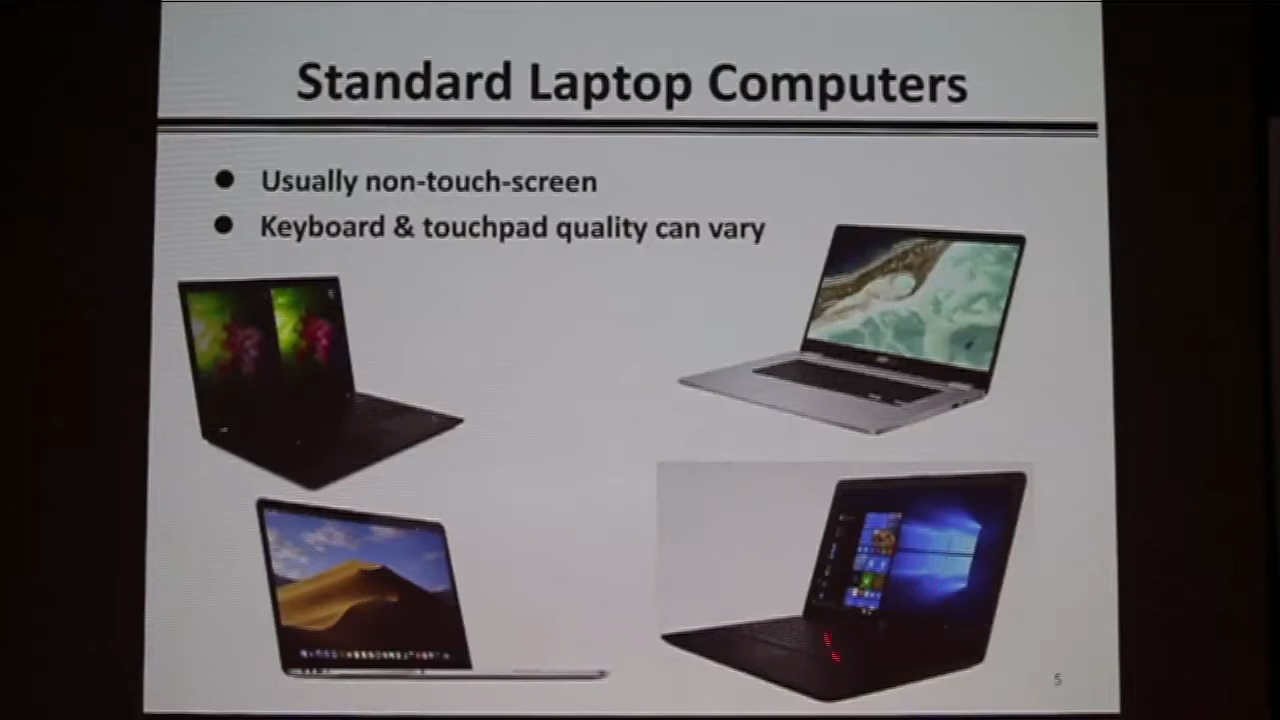 Standard Laptop Computers
● Usually non-touch-screen
● Keyboard & touchpad quality can vary
5